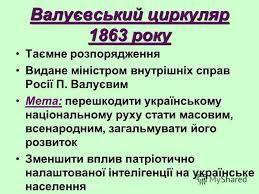 Валуєвський циркуляр
1863 року
• Таємне розпорядження
• Видане міністром внутрішніх справ
Росії П. Валуєвим
• Мета: перешкодити українському
національному руху стати масовим,
всенародним, загальмувати його
розвиток
• Зменшити вплив патріотично
налаштованої інтелігенції на українське
населення
MyShared